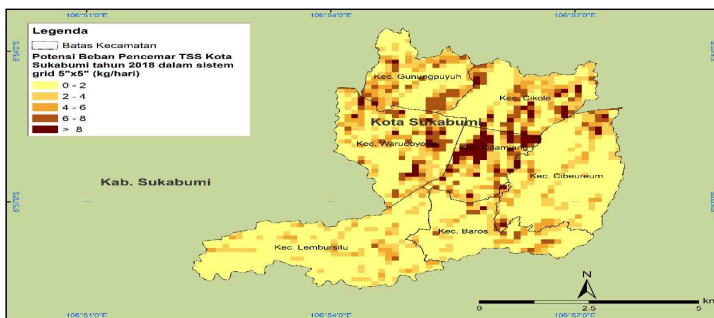 106°51'0"E
106°54'0"E
106°57'0"E
Legenda
Batas Kecamatan
Potensi Beban Pencemar TSS Kota
Sukabumi tahun 2018 dalam sistem
grid 5"x5" (kg/hari)
0 - 2
2 - 4
4 - 6
6 - 8
> 8
Kec. Gunungpuyuh
Kec. Cikole
Kota Sukabumi
Kec. Warudoyong
Kec. Citamiang
Kec. Cibeureum
Kab. Sukabumi
Kec. Baros
Kec. Lembursitu
N
0
2.5
5
km
106°51'0"E
106°54'0"E
106°57'0"E